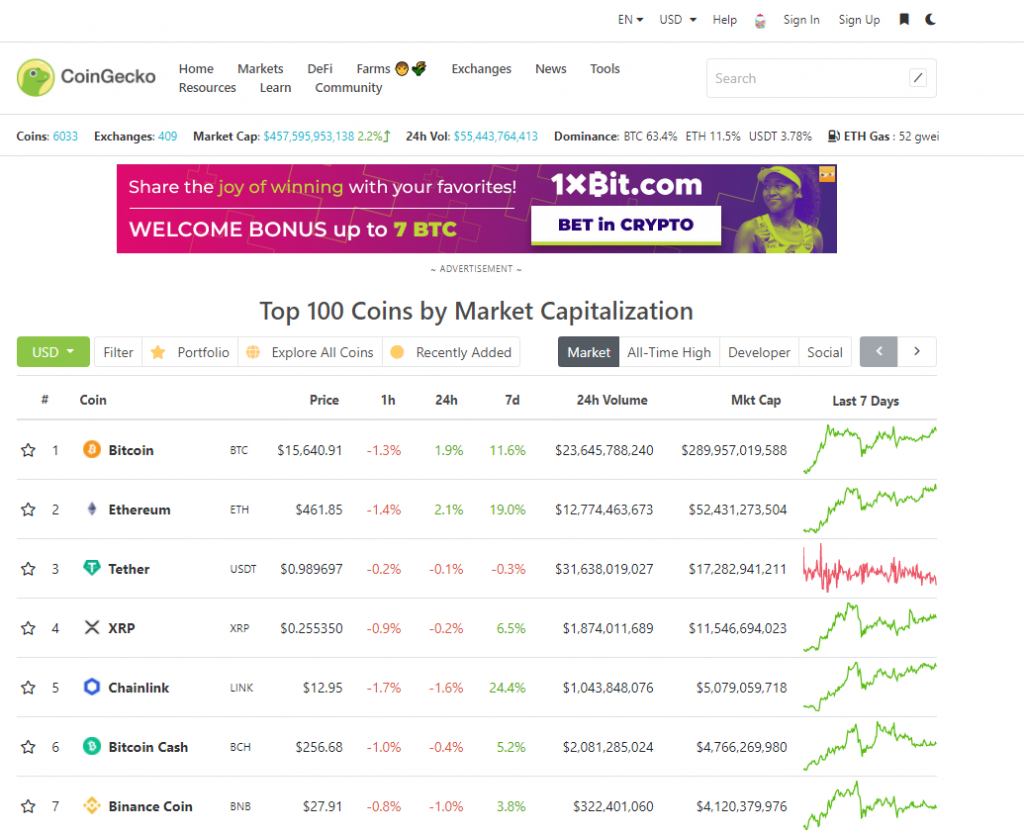 EN USD Help Sign In Sign Up
CoinGecko
Home Markets DeFi Farms Exchanges News Tools
Resources Learn Community
Search /
Coins: 6033 Exchanges: 409 Market Cap: $457,595,953,138 2.2% 24h Vol: $55,443,764,413 Dominance: BTC 63.4% ETH 11.5% USDT 3.78% ETH Gas : 52 gwei
Share the joy of winning with your favorites!
WELCOME BONUS up to 7 BTC
1×₿it.com
BET in CRYPTO
~ ADVERTISEMENT ~
Top 100 Coins by Market Capitalization
USD Filter Portfolio Explore All Coins Recently Added Market All-Time High Developer Social < >
# Coin Price 1h 24h 7d 24h Volume Mkt Cap Last 7 Days
1 Bitcoin BTC $15,640.91 -1.3% 1.9% 11.6% $23,645,788,240 $289,957,019,588
2 Ethereum ETH $461.85 -1.4% 2.1% 19.0% $12,774,463,673 $52,431,273,504
3 Tether USDT $0.989697 -0.2% -0.1% -0.3% $31,638,019,027 $17,282,941,211
4 XRP XRP $0.255350 -0.9% -0.2% 6.5% $1,874,011,689 $11,546,694,023
5 Chainlink LINK $12.95 -1.7% -1.6% 24.4% $1,043,848,076 $5,079,059,718
6 Bitcoin Cash BCH $256.68 -1.0% -0.4% 5.2% $2,081,285,024 $4,766,269,980
7 Binance Coin BNB $27.91 -0.8% -1.0% 3.8% $322,401,060 $4,120,379,976